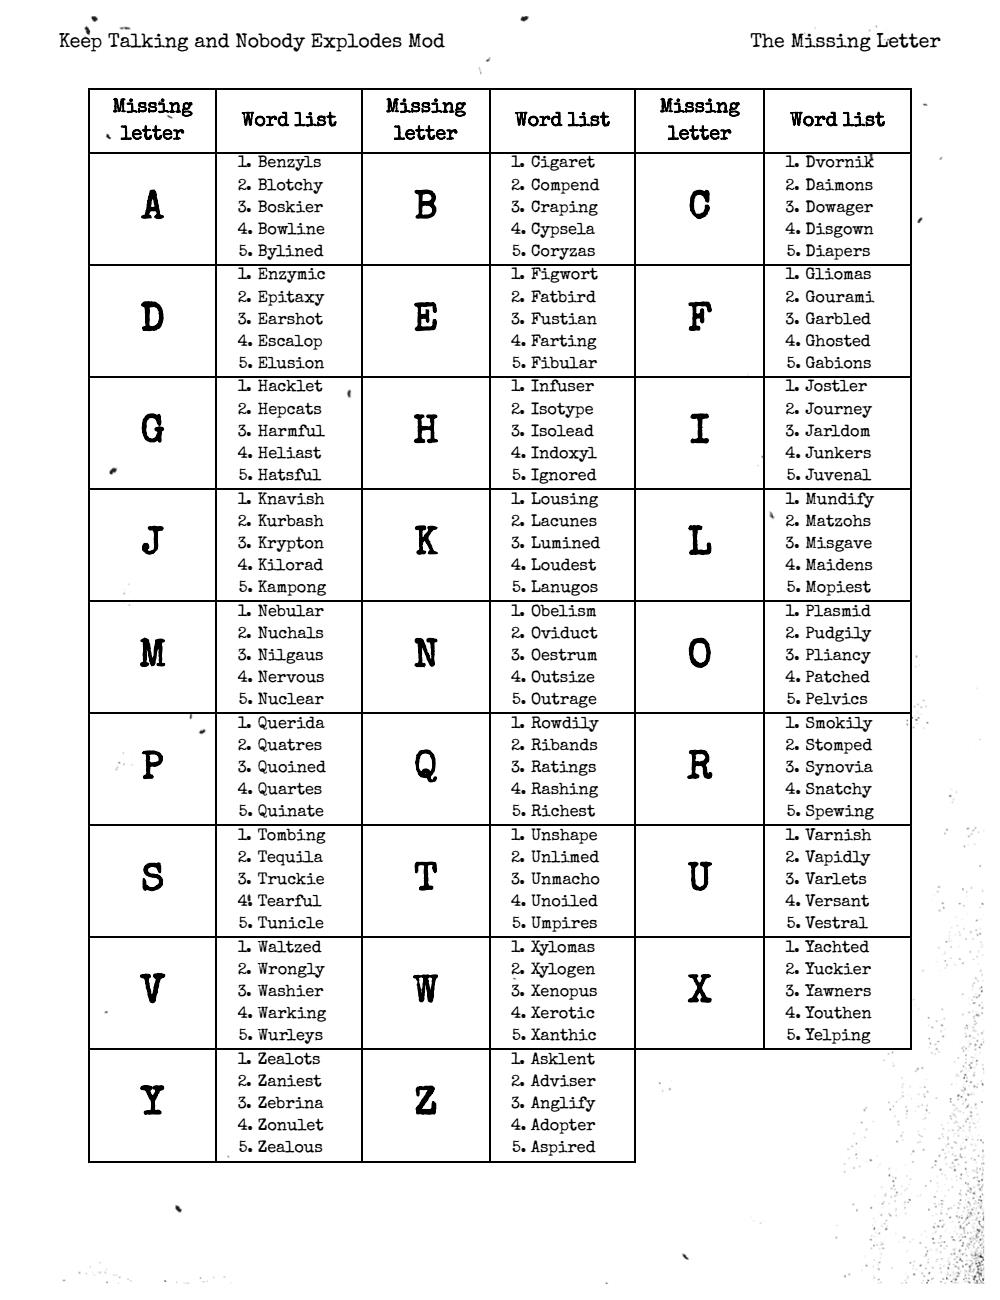 Keep Talking and Nobody Explodes Mod
The Missing Letter
Missing letter Word list Missing letter Word list Missing letter Word list
A
1. Benzyls
2. Blotchy
3. Boskier
4. Bowline
5. Bylined
B
1. Cigaret
2. Compend
3. Craping
4. Cypsela
5. Coryzas
C
1. Dvornik
2. Daimons
3. Dowager
4. Disgown
5. Diapers
D
1. Enzymic
2. Epitaxy
3. Earshot
4. Escalop
5. Elusion
E
1. Figwort
2. Fatbird
3. Fustian
4. Farting
5. Fibular
F
1. Gliomas
2. Gourami
3. Garbled
4. Ghosted
5. Gabions
G
1. Hacklet
2. Hepcats
3. Harmful
4. Heliast
5. Hatsful
H
1. Infuser
2. Isotype
3. Isolead
4. Indoxyl
5. Ignored
I
1. Jostler
2. Journey
3. Jarldom
4. Junkers
5. Juvenal
J
1. Knavish
2. Kurbash
3. Krypton
4. Kilorad
5. Kampong
K
1. Lousing
2. Lacunes
3. Lumined
4. Loudest
5. Lanugos
L
1. Mundify
2. Matzohs
3. Misgave
4. Maidens
5. Mopiest
M
1. Nebular
2. Nuchals
3. Nilgaus
4. Nervous
5. Nuclear
N
1. Obelism
2. Oviduct
3. Oestrum
4. Outsize
5. Outrage
O
1. Plasmid
2. Pudgily
3. Pliancy
4. Patched
5. Pelvics
P
1. Querida
2. Quatres
3. Quoined
4. Quartes
5. Quinate
Q
1. Rowdily
2. Ribands
3. Ratings
4. Rashing
5. Richest
R
1. Smokily
2. Stomped
3. Synovia
4. Snatchy
5. Spewing
S
1. Tombing
2. Tequila
3. Truckie
4. Tearful
5. Tunicle
T
1. Unshape
2. Unlimed
3. Unmacho
4. Unoiled
5. Umpires
U
1. Varnish
2. Vapidly
3. Varlets
4. Versant
5. Vestral
V
1. Waltzed
2. Wrongly
3. Washier
4. Warking
5. Wurleys
W
1. Xylomas
2. Xylogen
3. Xenopus
4. Xerotic
5. Xanthic
X
1. Yachted
2. Yuckier
3. Yawners
4. Youthen
5. Yelping
Y
1. Zealots
2. Zaniest
3. Zebrina
4. Zonulet
5. Zealous
Z
1. Asklent
2. Adviser
3. Anglify
4. Adopter
5. Aspired